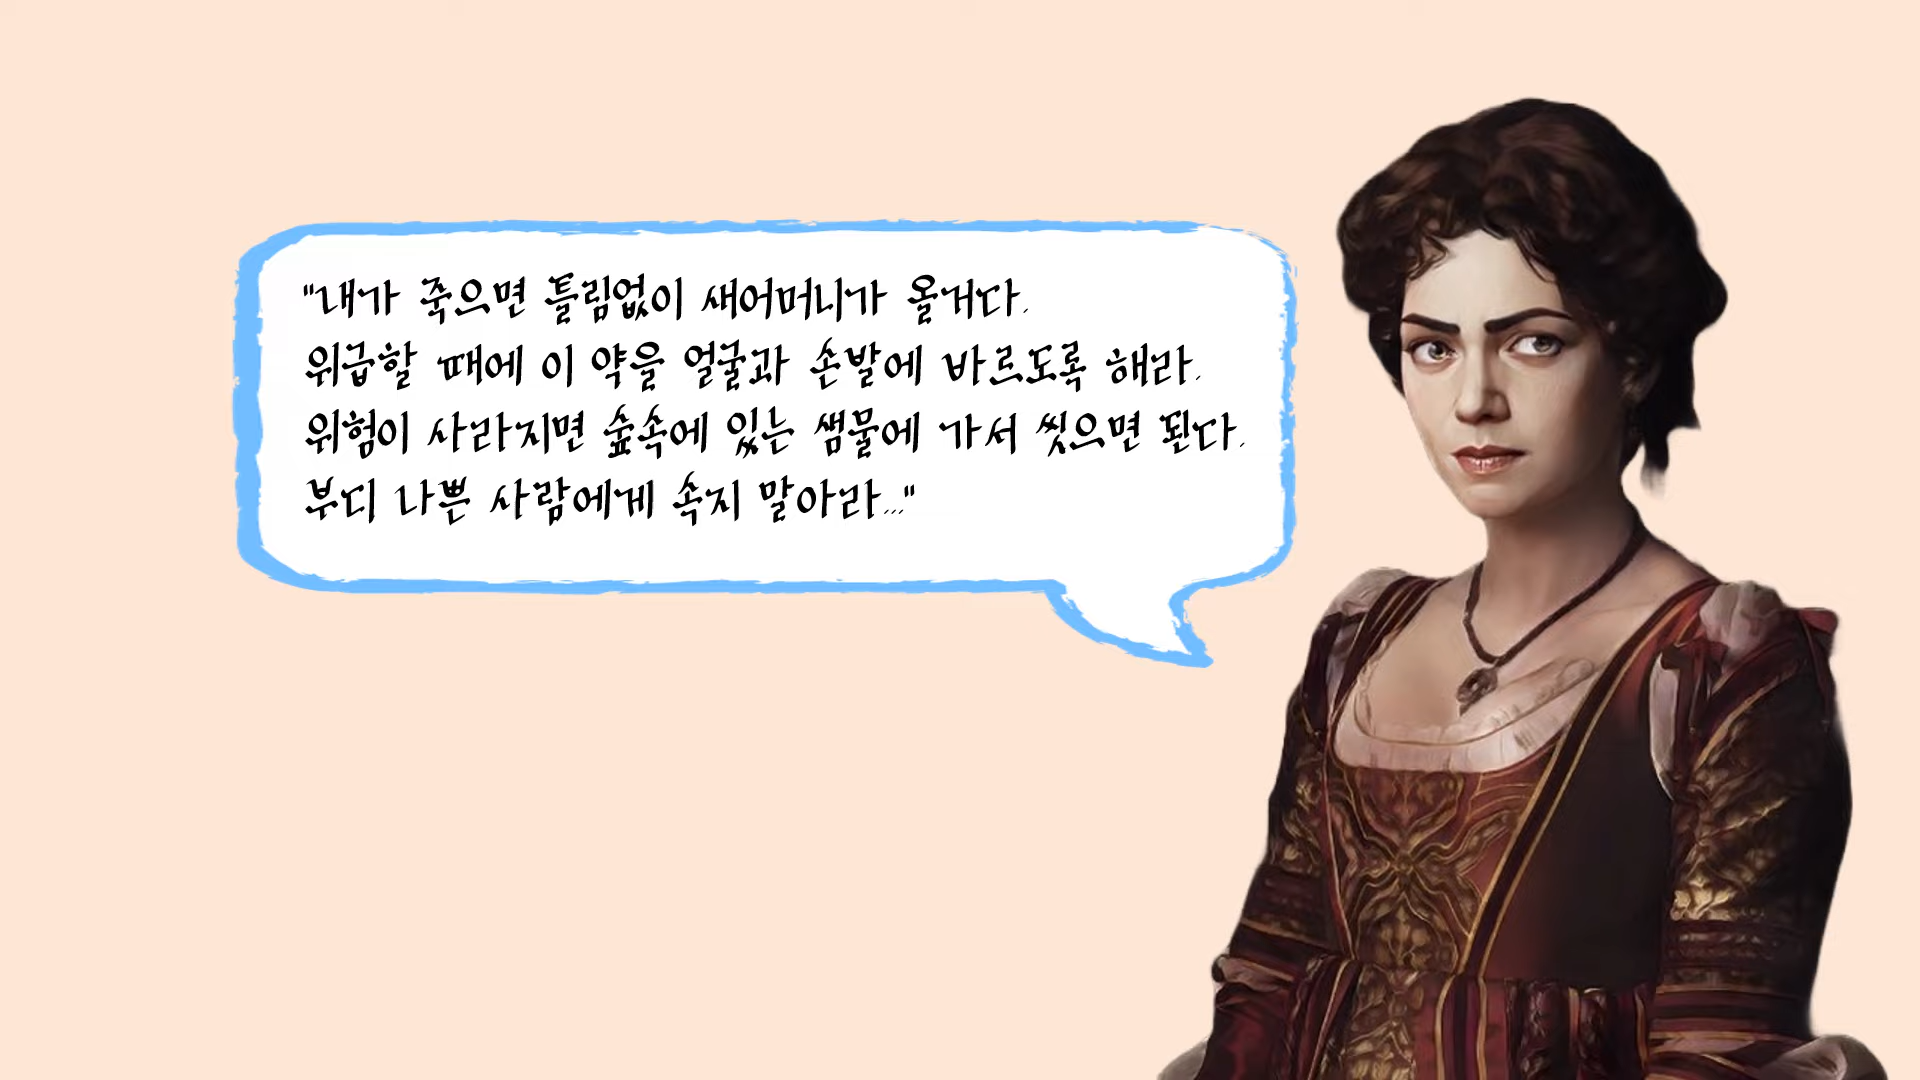 "내가 죽으면 틀림없이 새어머니가 올거다.
위급할 때에 이 약을 얼굴과 손발에 바르도록 해라.
위험이 사라지면 숲속에 있는 샘물에 가서 씻으면 된다.
부디 나쁜 사람에게 속지 말아라..."